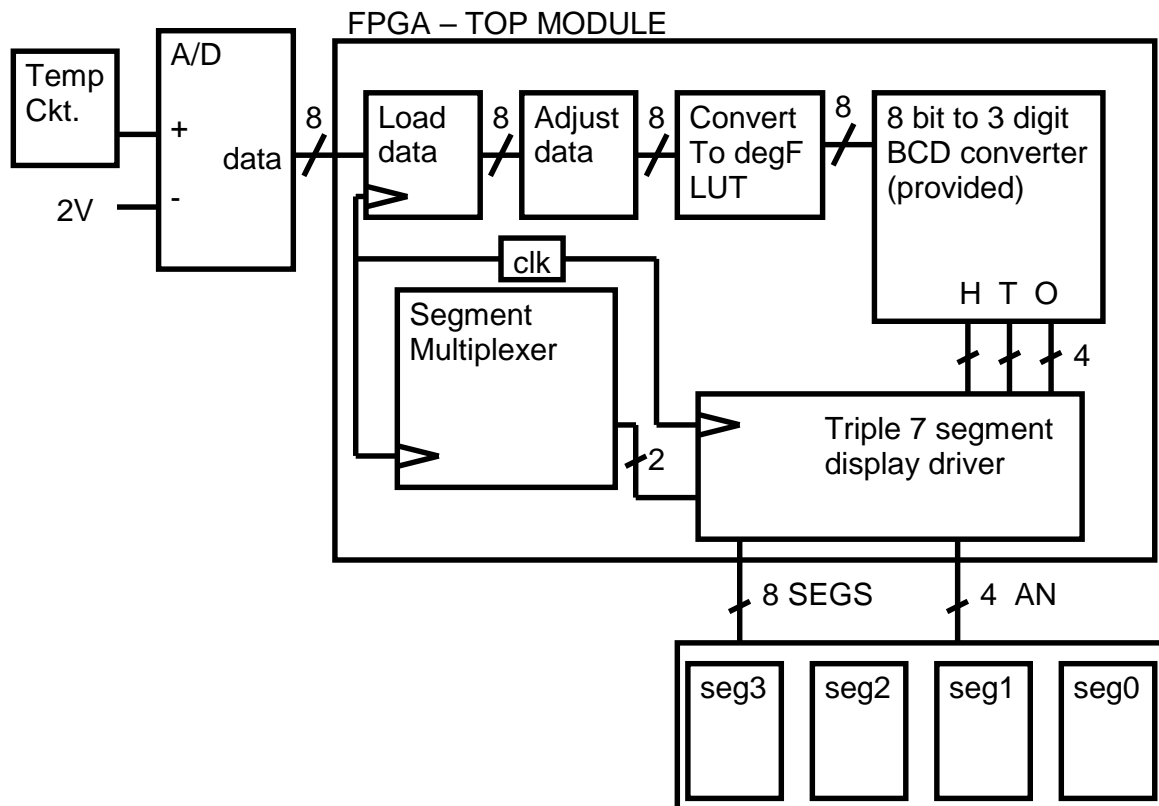 FPGA – TOP MODULE
Temp
Ckt.
A/D
+
-
data
2V
8
Load
data
8
Adjust
data
8
Convert
To degF
LUT
8
8 bit to 3 digit
BCD converter
(provided)
H T O
4
clk
Segment
Multiplexer
2
Triple 7 segment
display driver
8 SEGS
4 AN
seg3
seg2
seg1
seg0